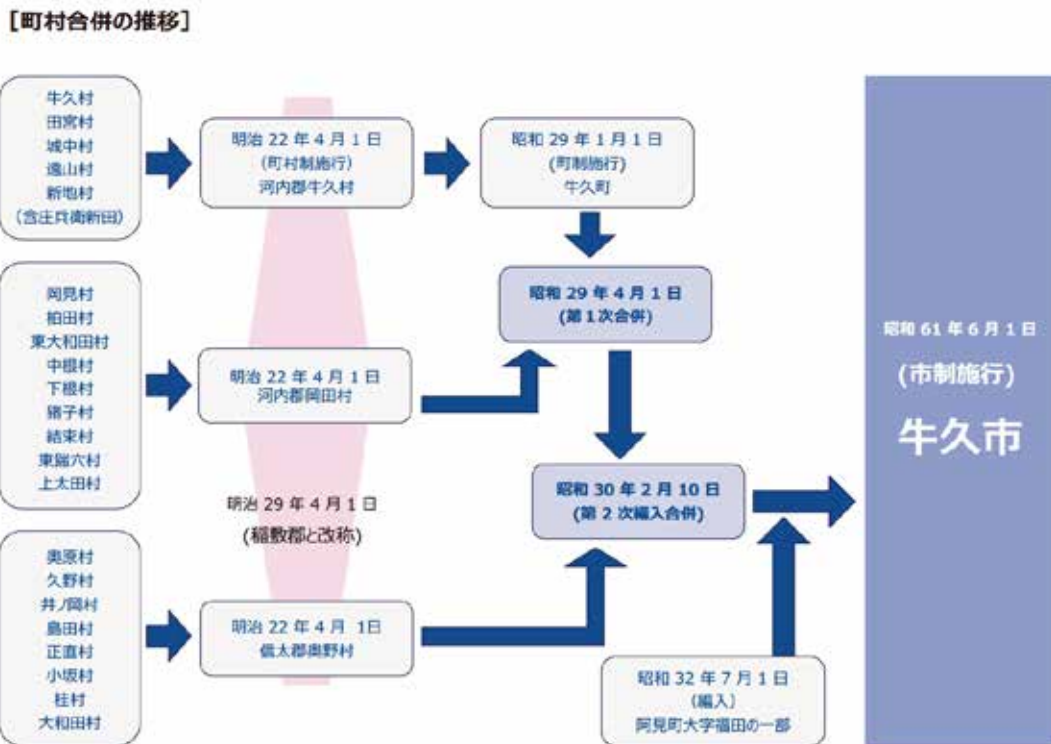 ［町村合併の推移］
牛久村
田宮村
城中村
遠山村
新地村
（含庄兵衛新田）
明治 22 年 4 月 1 日
（町村制施行）
河内郡牛久村
昭和 29 年 1 月 1 日
(町制施行)
牛久町
昭和 29 年 4 月 1 日
(第 1 次合併)
岡見村
柏田村
東大和田村
中根村
下根村
猪子村
結束村
東猯穴村
上太田村
明治 22 年 4 月 1 日
河内郡岡田村
明治 29 年 4 月 1 日
(稲敷郡と改称)
昭和 30 年 2 月 10 日
(第 2 次編入合併)
奥原村
久野村
井ノ岡村
島田村
正直村
小坂村
桂村
大和田村
明治 22 年 4 月 1日
信太郡奥野村
昭和 32 年 7 月 1 日
（編入）
阿見町大字福田の一部
昭和 61 年 6 月 1 日
(市制施行)
牛久市